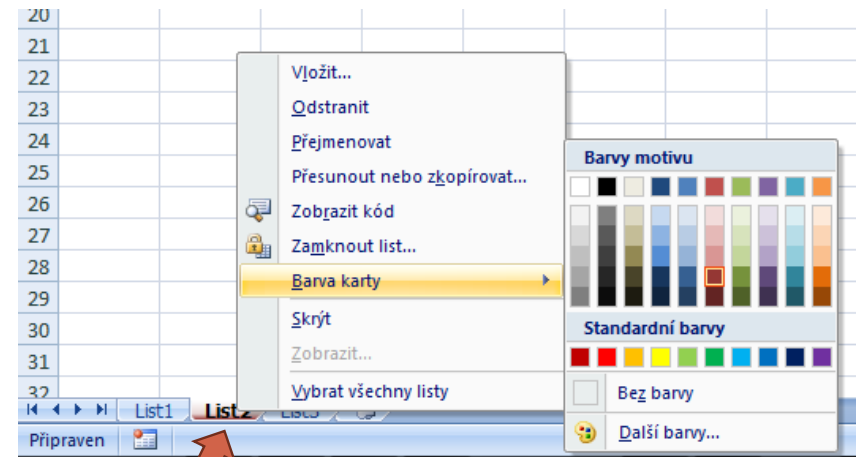 20
21
22
23
24
25
26
27
28
29
30
31
32
Vložit...
Odstranit
Přejmenovat
Přesunout nebo zkopírovat...
Zobrazit kód
Zamknout list...
Barva karty
Skrýt
Zobrazit...
Vybrat všechny listy
Barvy motivu
Standardní barvy
Bez barvy
Další barvy...
List1 List2 List3
Připraven